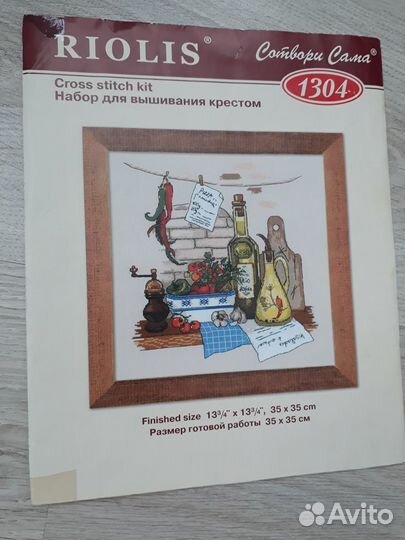 RIOLIS®
Сотвори Сама®
Cross stitch kit
Набор для вышивания крестом
1304
Finished size 13³/₄" x 13³/₄", 35 x 35 cm
Размер готовой работы 35 x 35 см
Avito